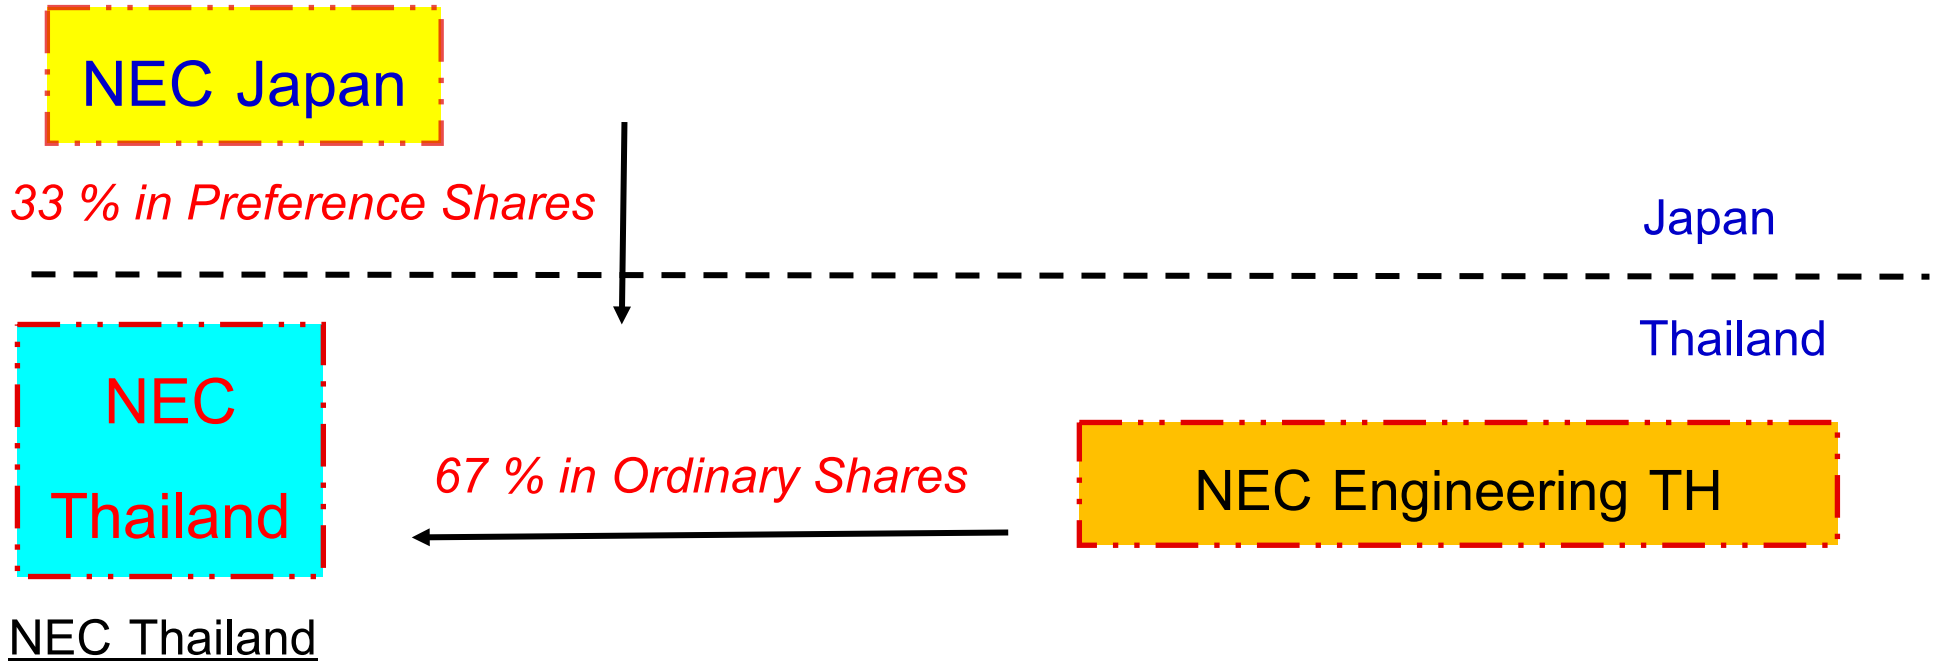 NEC Japan
33 % in Preference Shares
Japan
Thailand
NEC
Thailand
67 % in Ordinary Shares
NEC Engineering TH
NEC Thailand